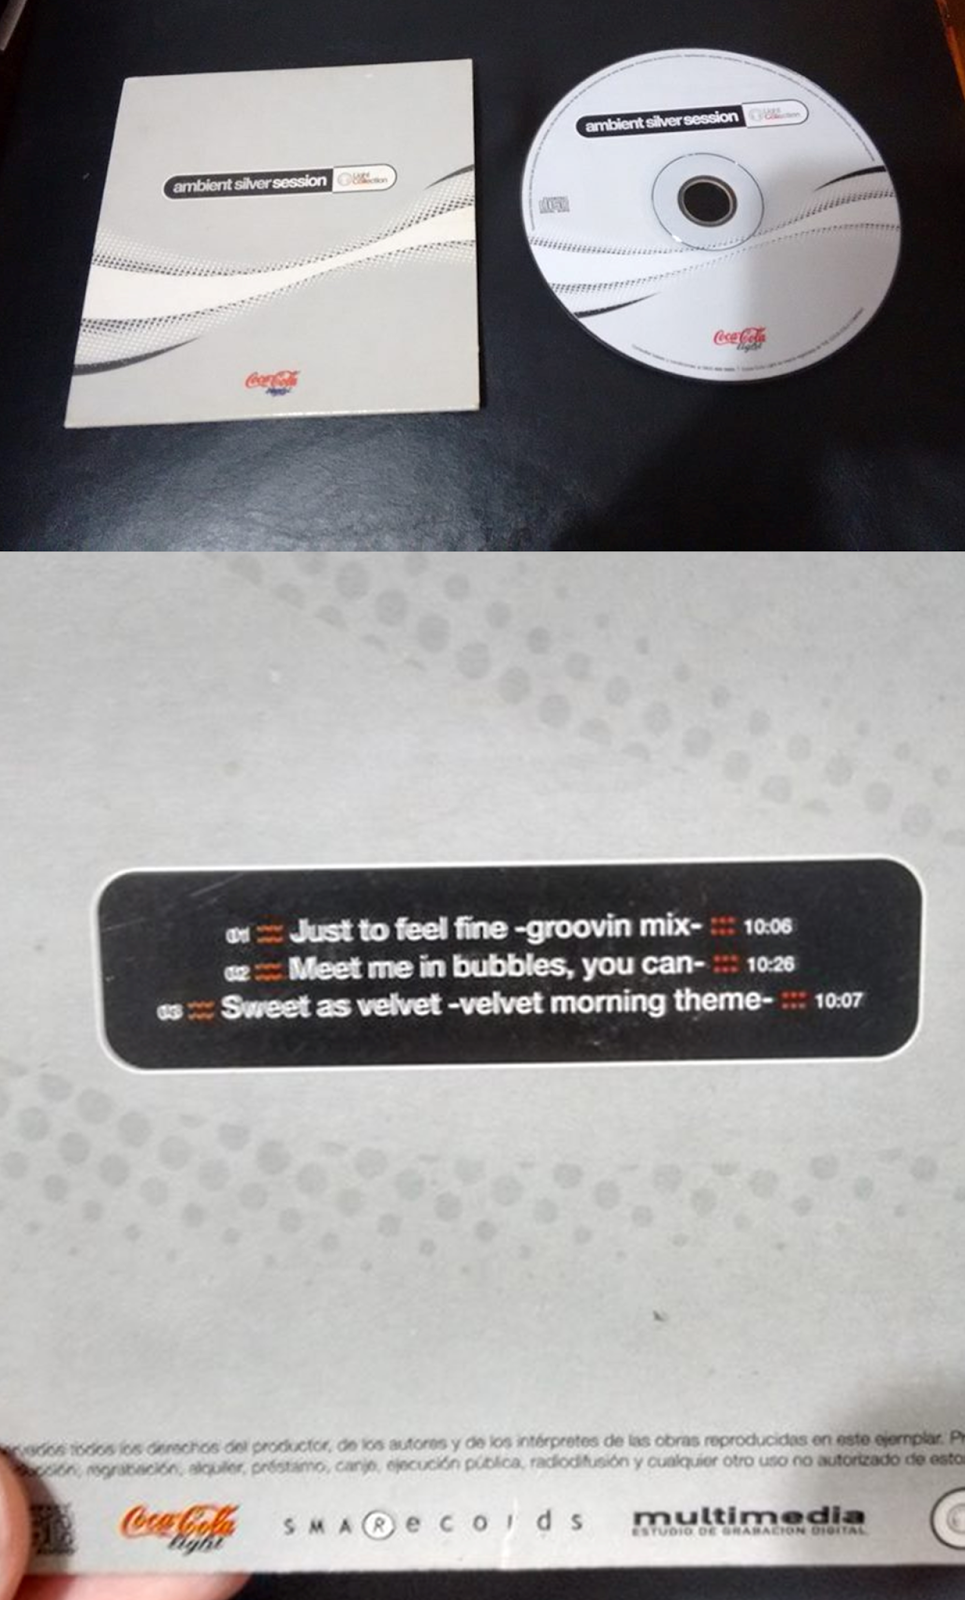 ambient silver session Light Collection
Coca-Cola
light
ambient silver session Light Collection
Coca-Cola
light
01 Just to feel fine -groovin mix- 10:06
02 Meet me in bubbles, you can- 10:26
03 Sweet as velvet -velvet morning theme- 10:07
todos los derechos del productor, de los autores y de los intérpretes de las obras reproducidas en este ejemplar.
regrabación, alquiler, préstamo, canje, ejecución pública, radiodifusión y cualquier otro uso no autorizado de
Coca-Cola
light
SMA Records
multimedia
ESTUDIO DE GRABACION DIGITAL